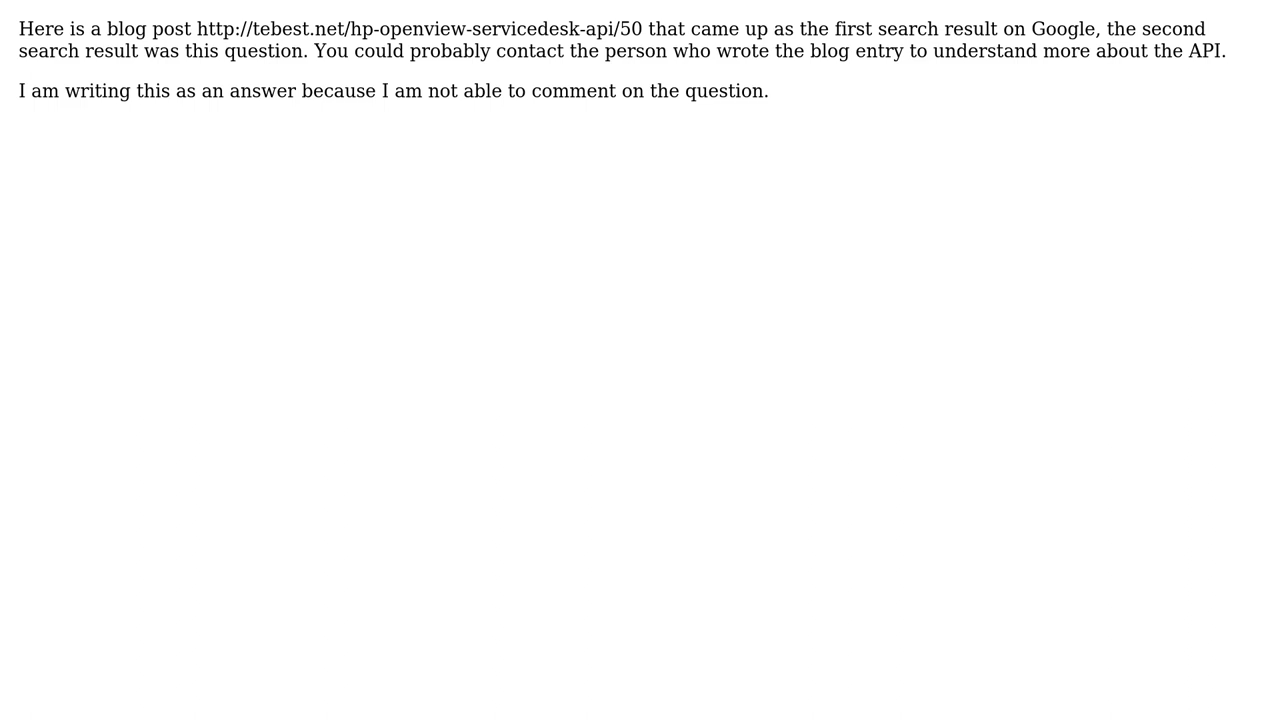 Here is a blog post http://tebest.net/hp-openview-servicedesk-api/50 that came up as the first search result on Google, the second
search result was this question. You could probably contact the person who wrote the blog entry to understand more about the API.
I am writing this as an answer because I am not able to comment on the question.